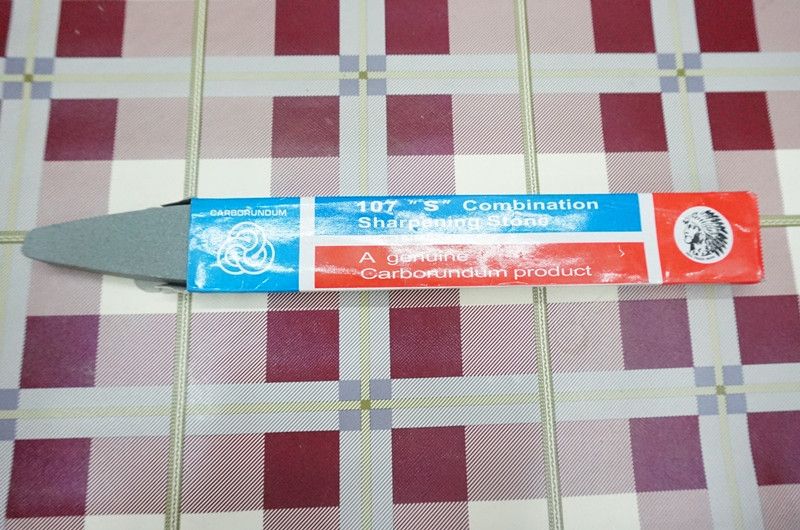 CARBORUNDUM
107 "S" Combination
Sharpening Stone
A genuine
Carborundum product